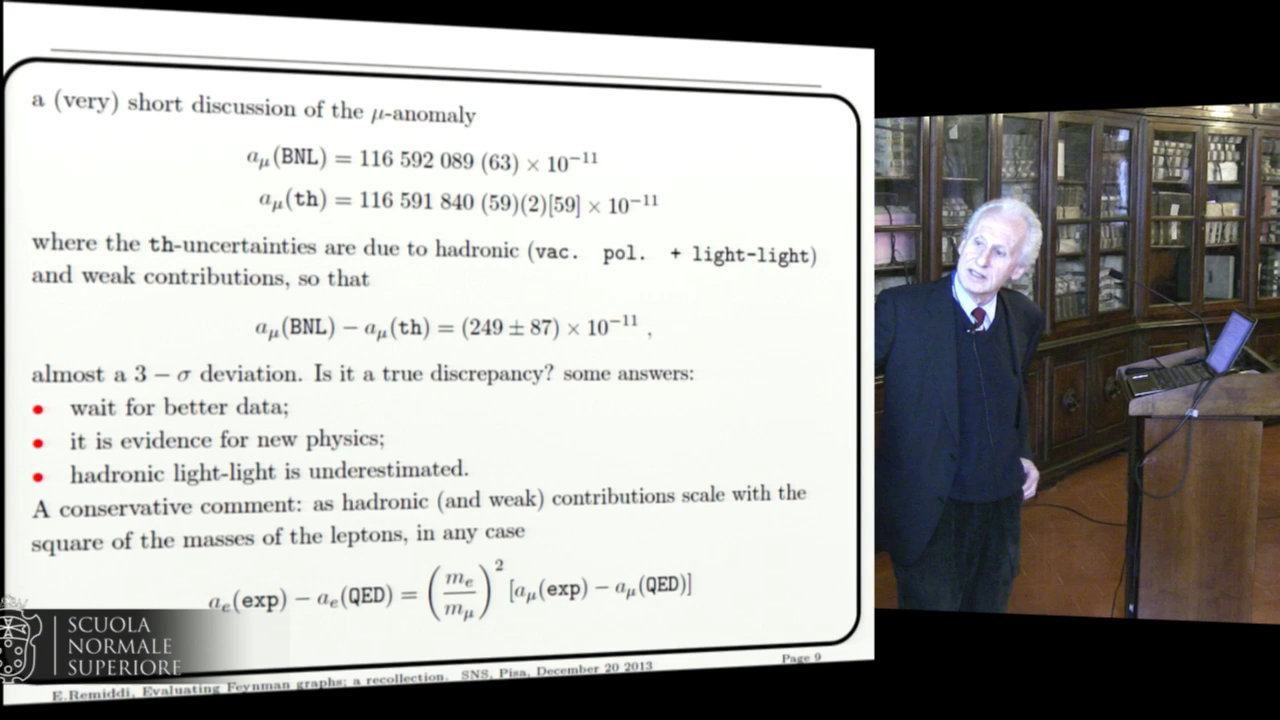 a (very) short discussion of the μ-anomaly
aμ(BNL) = 116 592 089 (63) × 10⁻¹¹
aμ(th) = 116 591 840 (59)(2)[59] × 10⁻¹¹
where the th-uncertainties are due to hadronic (vac. pol. + light-light)
and weak contributions, so that
aμ(BNL) − aμ(th) = (249 ± 87) × 10⁻¹¹ ,
almost a 3 − σ deviation. Is it a true discrepancy? some answers:
• wait for better data;
• it is evidence for new physics;
• hadronic light-light is underestimated.
A conservative comment: as hadronic (and weak) contributions scale with the
square of the masses of the leptons, in any case
aₑ(exp) − aₑ(QED) = (mₑ/mμ)² [aμ(exp) − aμ(QED)]
SCUOLA
NORMALE
SUPERIORE
E.Remiddi, Evaluating Feynman graphs; a recollection. SNS, Pisa, December 20 2013 Page 9